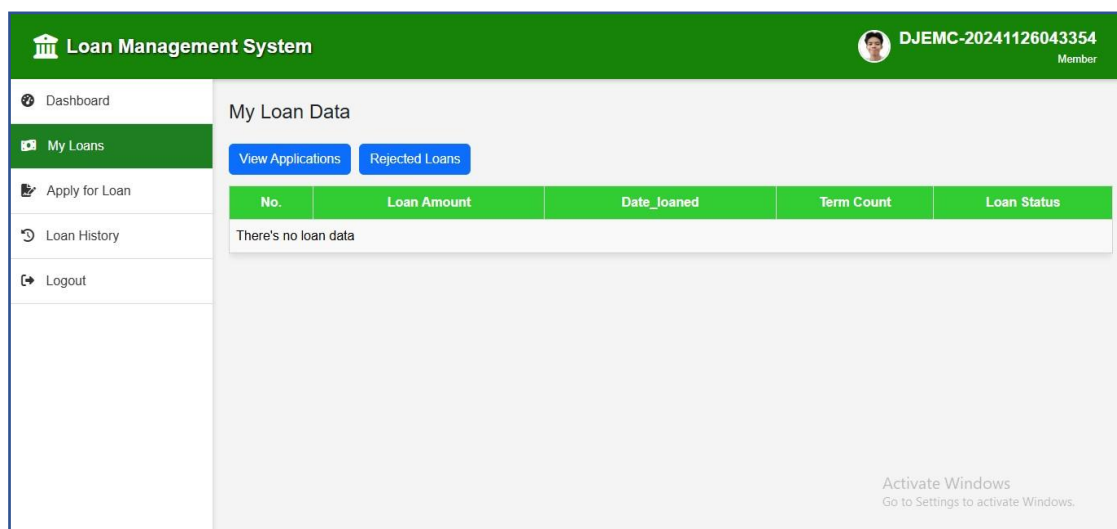 Loan Management System
DJEMC-20241126043354
Member
Dashboard
My Loans
Apply for Loan
Loan History
Logout
My Loan Data
View Applications Rejected Loans
No. Loan Amount Date_loaned Term Count Loan Status
There's no loan data
Activate Windows
Go to Settings to activate Windows.